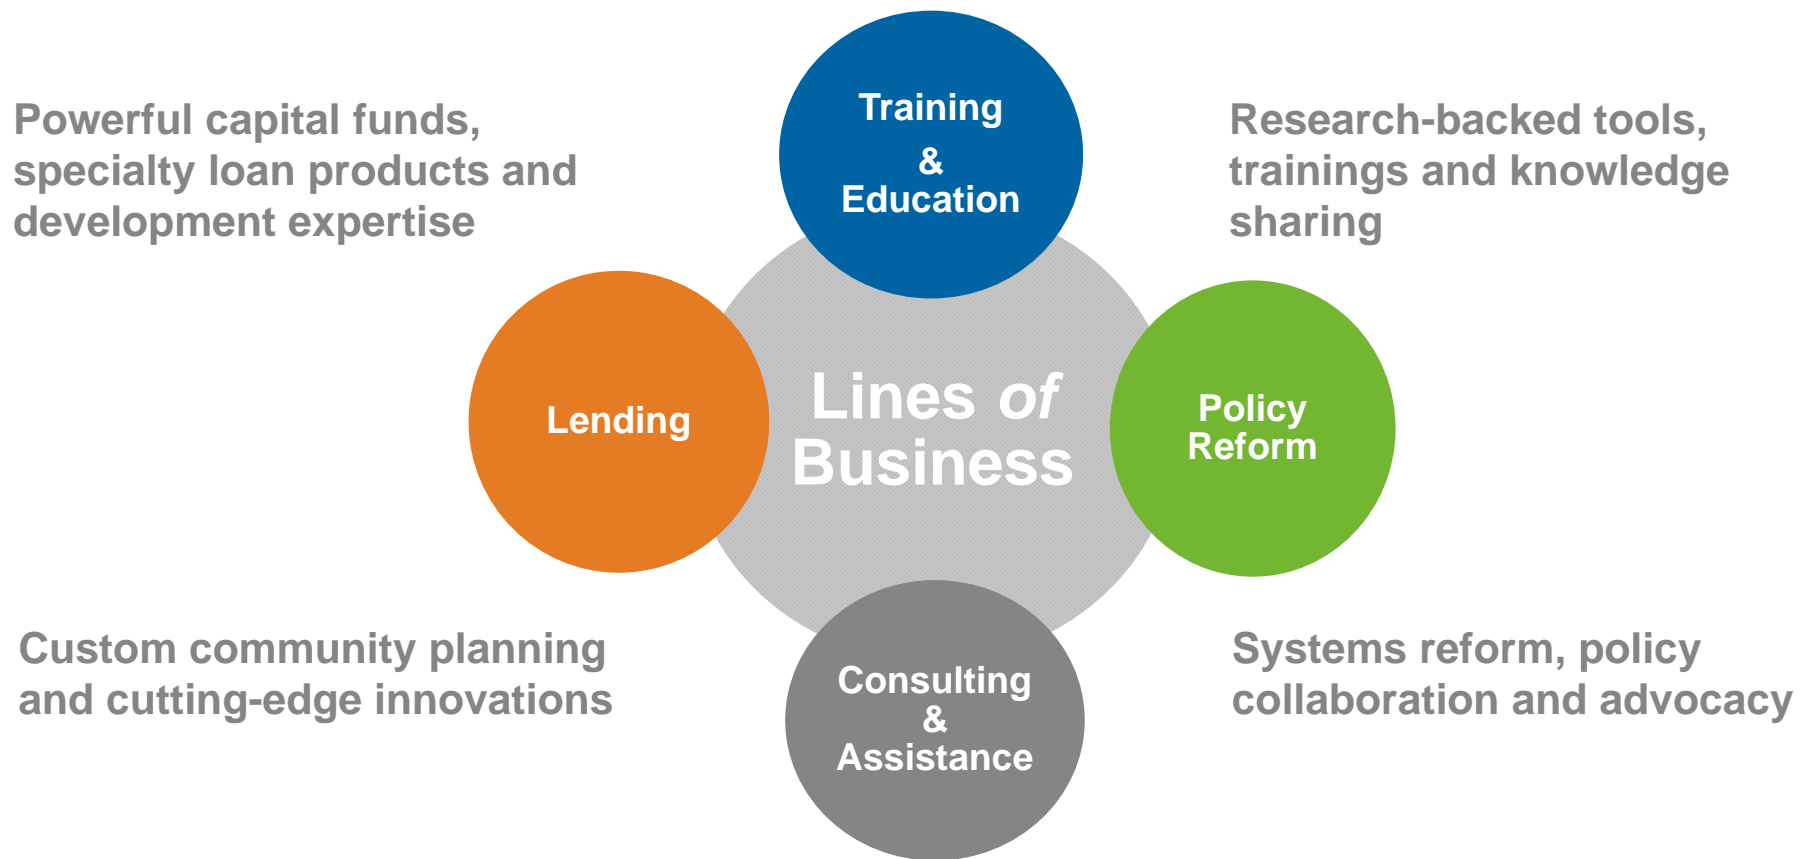 Training
&
Education
Powerful capital funds,
specialty loan products and
development expertise
Research-backed tools,
trainings and knowledge
sharing
Lending
Lines of
Business
Policy
Reform
Custom community planning
and cutting-edge innovations
Consulting
&
Assistance
Systems reform, policy
collaboration and advocacy